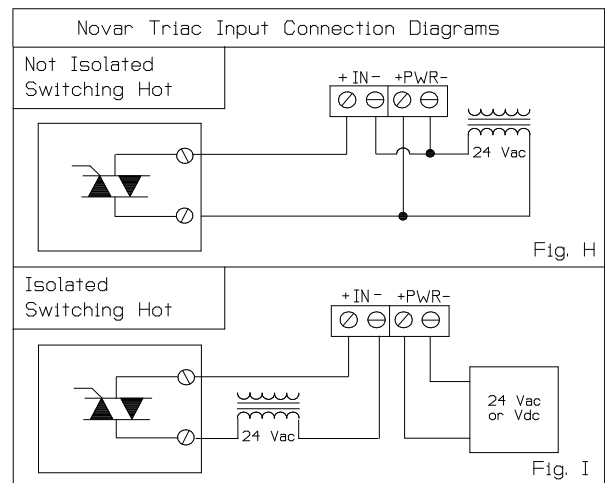 Novar Triac Input Connection Diagrams
Not Isolated
Switching Hot
+ IN - +PWR-
24 Vac
Fig. H
Isolated
Switching Hot
+ IN - +PWR-
24 Vac
24 Vac
or Vdc
Fig. I